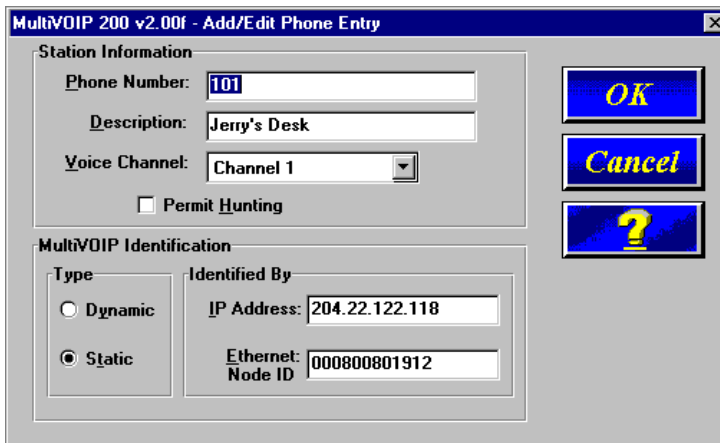 MultiVOIP 200 v2.00f - Add/Edit Phone Entry
Station Information
Phone Number: 101
Description: Jerry's Desk
Voice Channel: Channel 1
Permit Hunting
OK
Cancel
?
MultiVOIP Identification
Type
Dynamic
Static
Identified By
IP Address: 204.22.122.118
Ethernet: 000800801912
Node ID